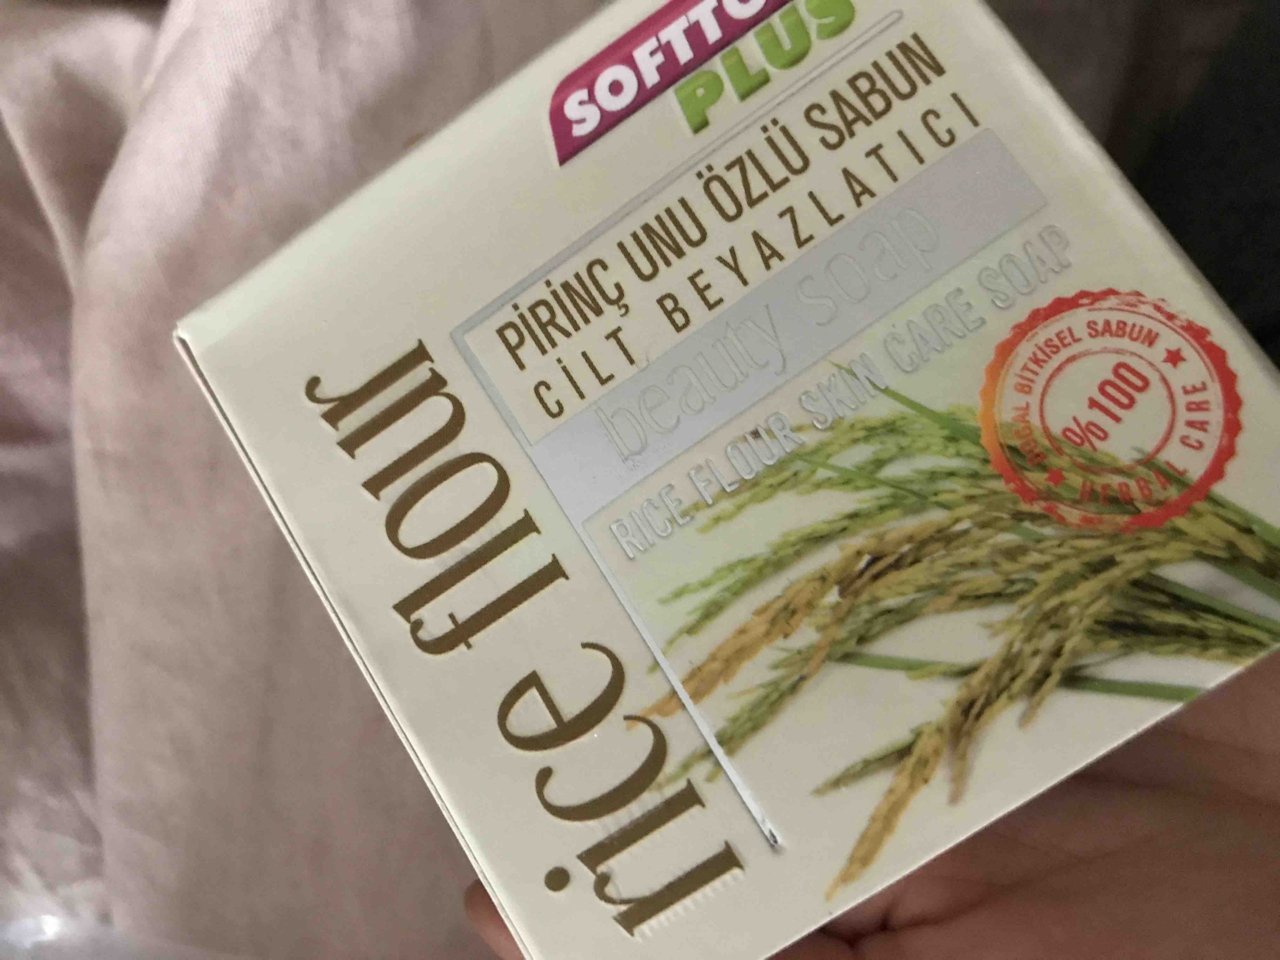 PLUS
PİRİNÇ UNU ÖZLÜ SABUN
CİLT BEYAZLATICI
beauty soap
RICE FLOUR SKIN CARE SOAP
rice flour
BİTKİSEL SABUN
%100
HERBAL CARE